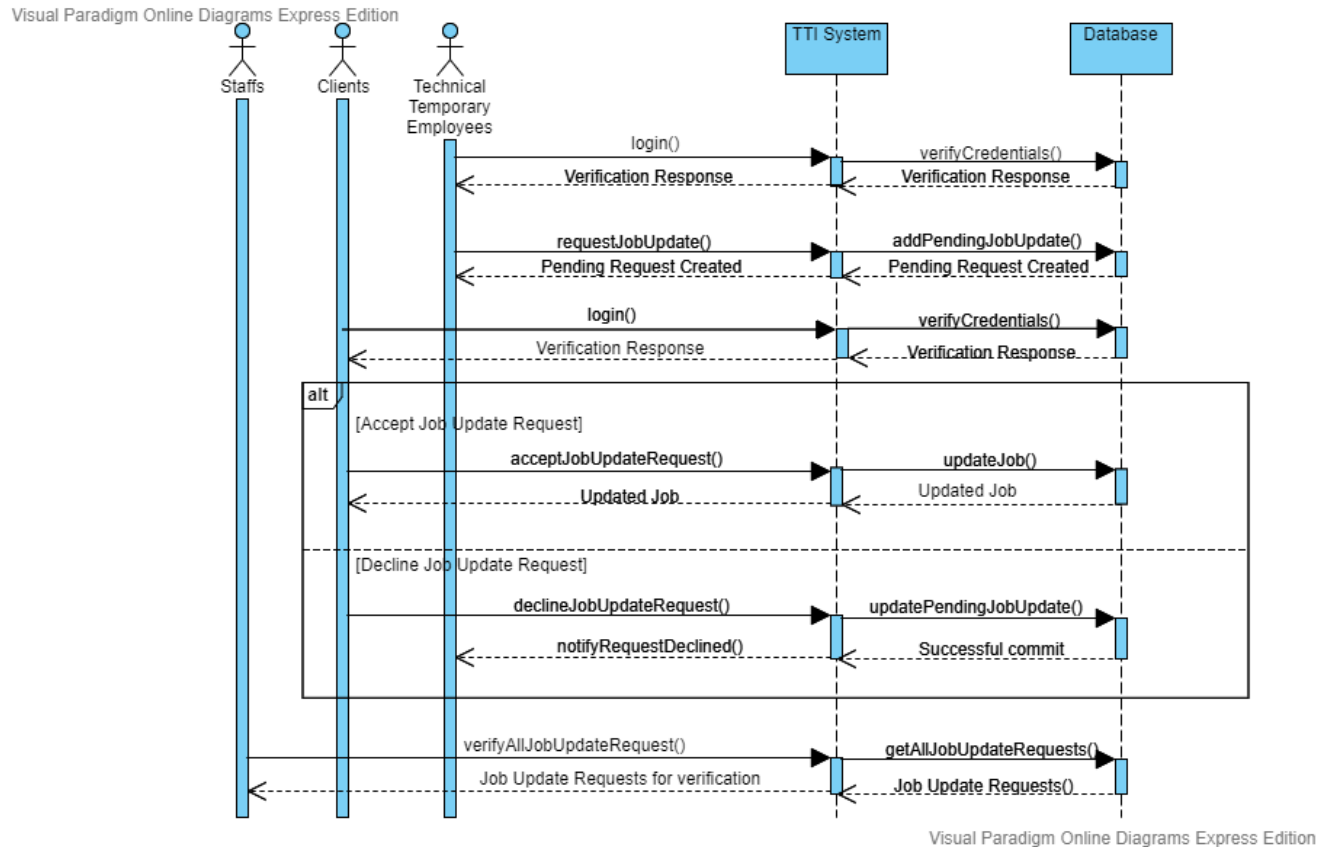 Visual Paradigm Online Diagrams Express Edition
TTI System
Database
Staffs
Clients
Technical
Temporary
Employees
login()
verifyCredentials()
Verification Response
Verification Response
requestJobUpdate()
addPendingJobUpdate()
Pending Request Created
Pending Request Created
login()
verifyCredentials()
Verification Response
Verification Response
alt
[Accept Job Update Request]
acceptJobUpdateRequest()
updateJob()
Updated Job
Updated Job
[Decline Job Update Request]
declineJobUpdateRequest()
updatePendingJobUpdate()
notifyRequestDeclined()
Successful commit
verifyAllJobUpdateRequest()
getAllJobUpdateRequests()
Job Update Requests for verification
Job Update Requests()
Visual Paradigm Online Diagrams Express Edition